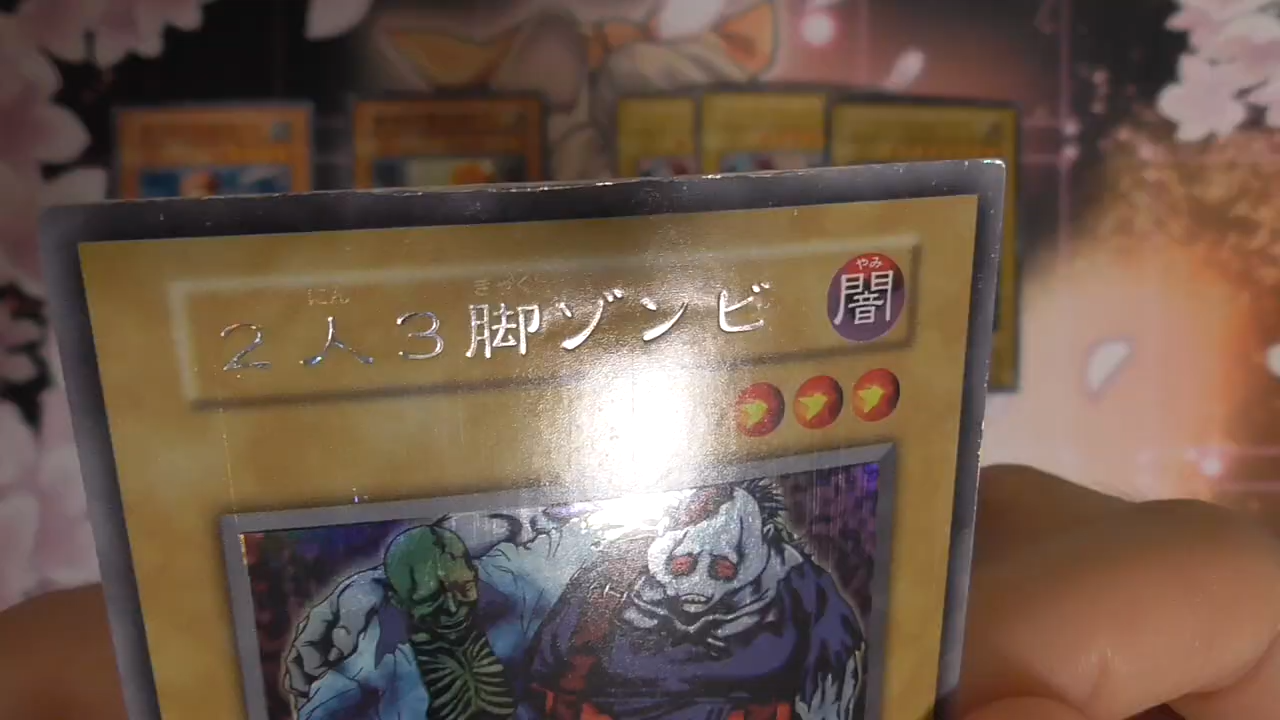 にん きゃく
２人３脚ゾンビ
やみ
闇